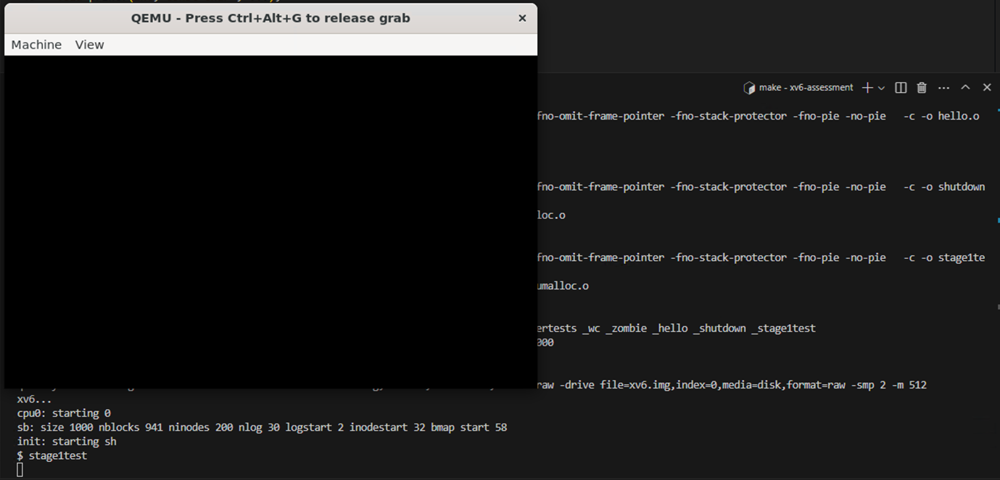 QEMU - Press Ctrl+Alt+G to release grab
Machine View
make - xv6-assessment
fno-omit-frame-pointer -fno-stack-protector -fno-pie -no-pie -c -o hello.o
fno-omit-frame-pointer -fno-stack-protector -fno-pie -no-pie -c -o shutdown
loc.o
fno-omit-frame-pointer -fno-stack-protector -fno-pie -no-pie -c -o stage1te
umalloc.o
ertests _wc _zombie _hello _shutdown _stage1test
000
raw -drive file=xv6.img,index=0,media=disk,format=raw -smp 2 -m 512
xv6...
cpu0: starting 0
sb: size 1000 nblocks 941 ninodes 200 nlog 30 logstart 2 inodestart 32 bmap start 58
init: starting sh
$ stage1test